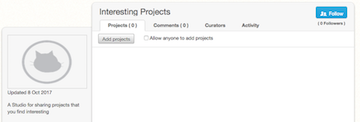 Interesting Projects
Follow
( 0 Followers )
Projects ( 0 )
Comments ( 0 )
Curators
Activity
Add projects
Allow anyone to add projects
Updated 8 Oct 2017
A Studio for sharing projects that
you find interesting